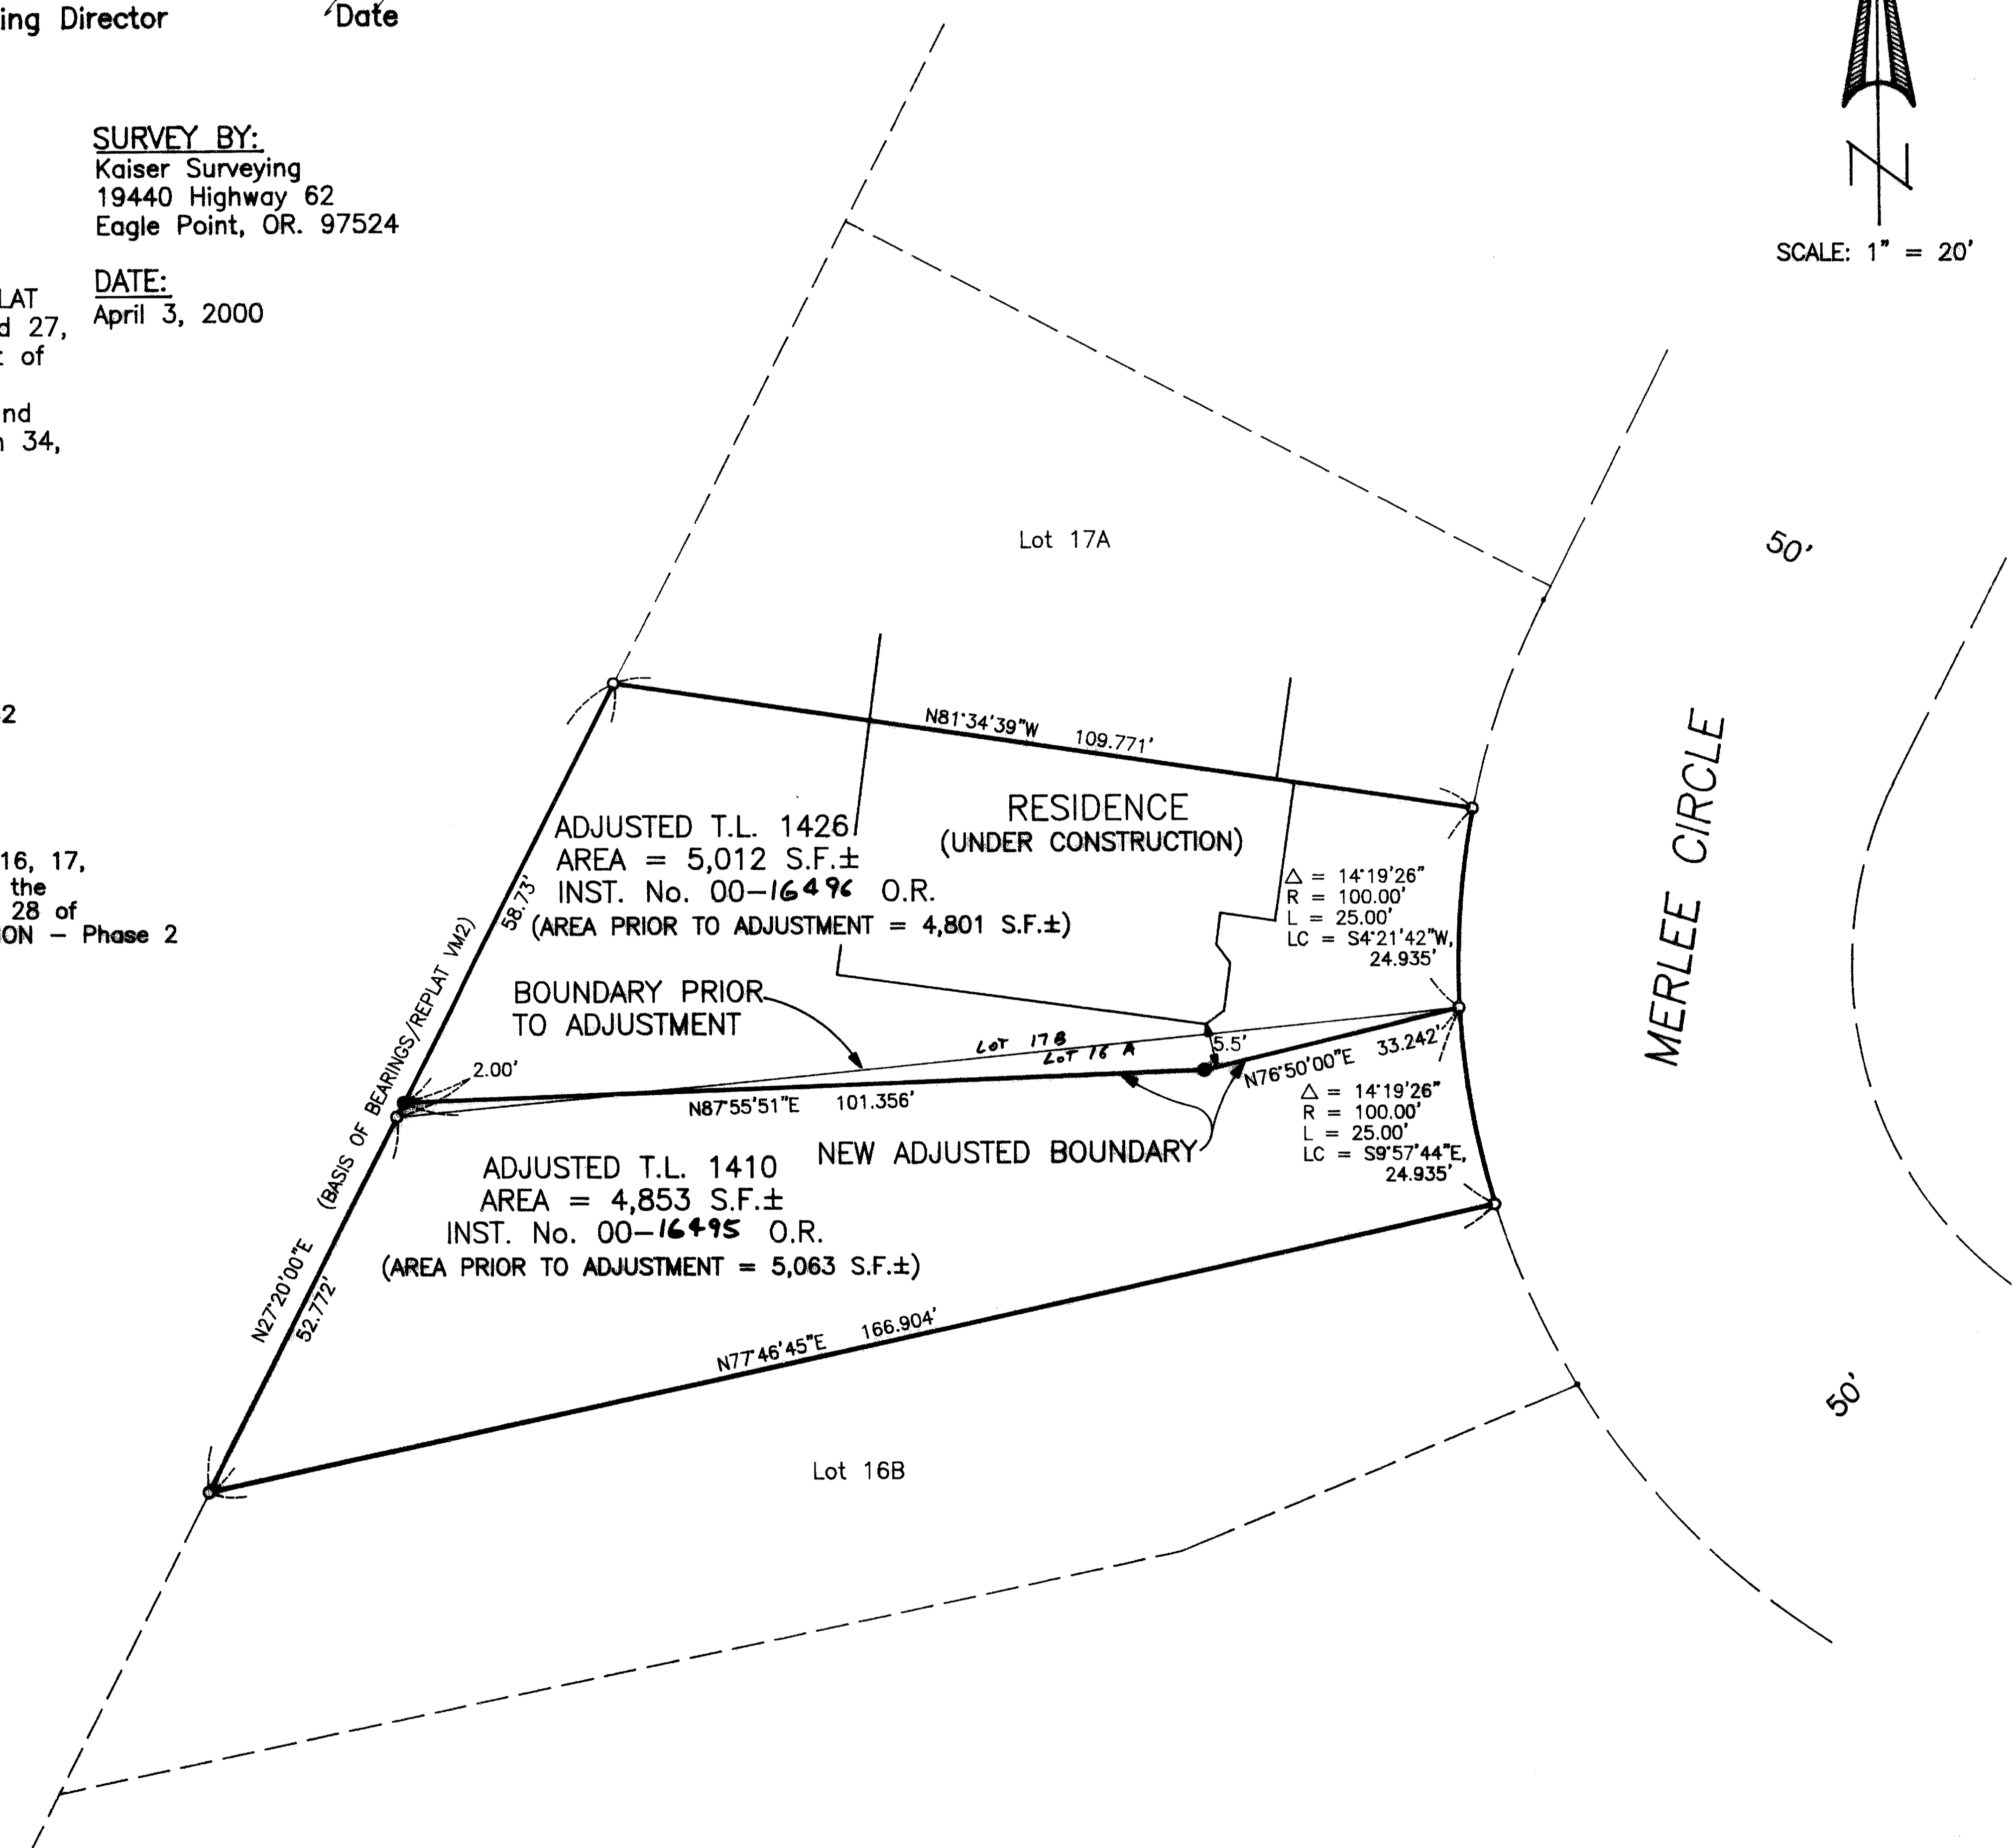 ing Director
Date
SURVEY BY:
Kaiser Surveying
19440 Highway 62
Eagle Point, OR. 97524
DATE:
April 3, 2000
LAT
d 27,
t of
nd
n 34,
2
16, 17,
the
28 of
ION – Phase 2
N
SCALE: 1" = 20'
Lot 17A
50'
MERLEE CIRCLE
N81°34'39"W 109.771'
RESIDENCE
(UNDER CONSTRUCTION)
ADJUSTED T.L. 1426
AREA = 5,012 S.F.±
INST. No. 00–16496 O.R.
(AREA PRIOR TO ADJUSTMENT = 4,801 S.F.±)
58.73'
△ = 14°19'26"
R = 100.00'
L = 25.00'
LC = S4°21'42"W,
24.935'
BOUNDARY PRIOR
TO ADJUSTMENT
(BASIS OF BEARINGS/REPLAT VM2)
2.00'
LOT 17B
LOT 16 A
5.5'
N76°50'00"E 33.242'
N87°55'51"E 101.356'
△ = 14°19'26"
R = 100.00'
L = 25.00'
LC = S9°57'44"E,
24.935'
NEW ADJUSTED BOUNDARY
ADJUSTED T.L. 1410
AREA = 4,853 S.F.±
INST. No. 00–16495 O.R.
(AREA PRIOR TO ADJUSTMENT = 5,063 S.F.±)
N27°20'00"E
52.772'
N77°46'45"E 166.904'
50'
Lot 16B